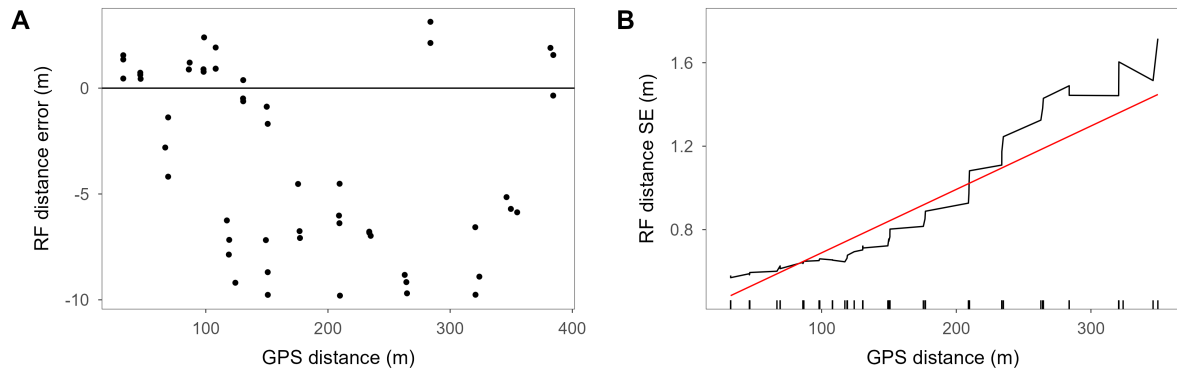 A
RF distance error (m)
0
-5
-10
100
200
300
400
GPS distance (m)
B
RF distance SE (m)
1.6
1.2
0.8
100
200
300
GPS distance (m)